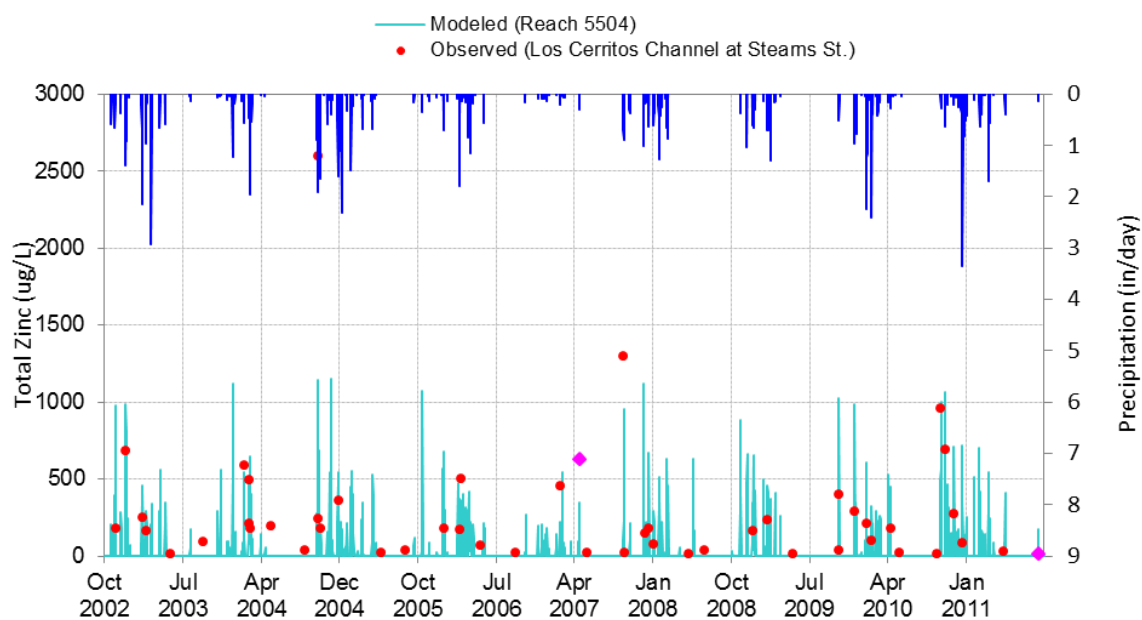 Modeled (Reach 5504)
Observed (Los Cerritos Channel at Stearns St.)
3000
2500
2000
1500
1000
500
0
Total Zinc (ug/L)
0
1
2
3
4
5
6
7
8
9
Precipitation (in/day)
Oct Jul Apr Dec Oct Jul Apr Jan Oct Jul Apr Jan
2002 2003 2004 2004 2005 2006 2007 2008 2008 2009 2010 2011